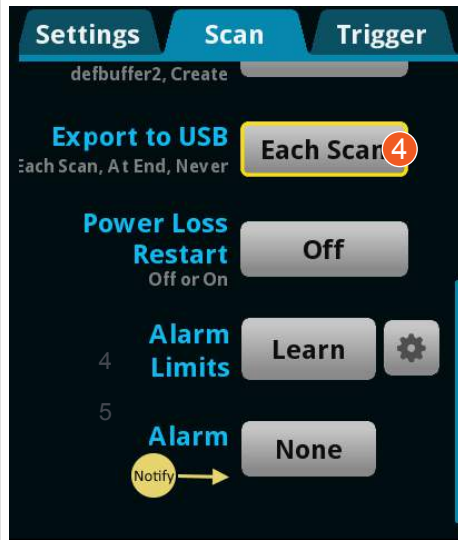 Settings Scan Trigger
defbuffer2, Create
Export to USB
Each Scan, At End, Never
Each Scan 4
Power Loss
Restart
Off or On
Off
4 Alarm
Limits
Learn
5
Alarm
None
Notify